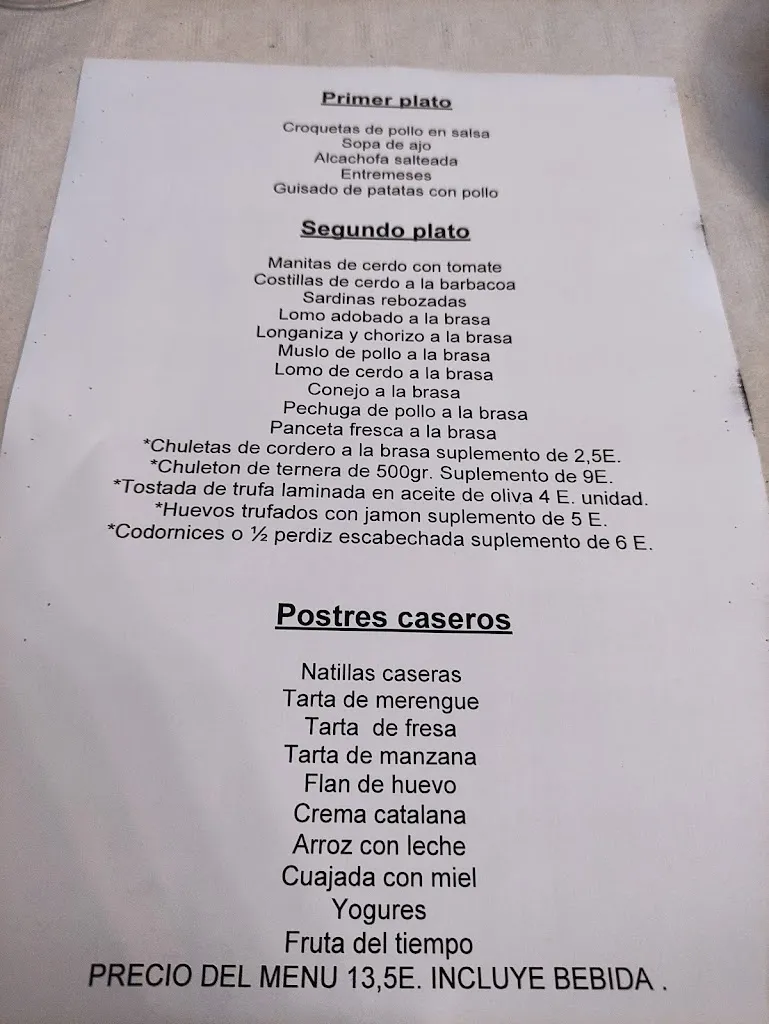 Primer plato
Croquetas de pollo en salsa
Sopa de ajo
Alcachofa salteada
Entremeses
Guisado de patatas con pollo
Segundo plato
Manitas de cerdo con tomate
Costillas de cerdo a la barbacoa
Sardinas rebozadas
Lomo adobado a la brasa
Longaniza y chorizo a la brasa
Muslo de pollo a la brasa
Lomo de cerdo a la brasa
Conejo a la brasa
Pechuga de pollo a la brasa
Panceta fresca a la brasa
*Chuletas de cordero a la brasa suplemento de 2,5E.
*Chuleton de ternera de 500gr. Suplemento de 9E.
*Tostada de trufa laminada en aceite de oliva 4 E. unidad.
*Huevos trufados con jamon suplemento de 5 E.
*Codornices o ½ perdiz escabechada suplemento de 6 E.
Postres caseros
Natillas caseras
Tarta de merengue
Tarta  de fresa
Tarta de manzana
Flan de huevo
Crema catalana
Arroz con leche
Cuajada con miel
Yogures
Fruta del tiempo
PRECIO DEL MENU 13,5E. INCLUYE BEBIDA .